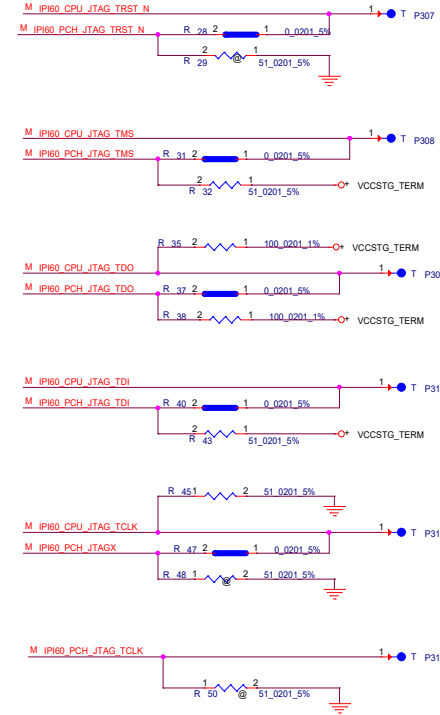 M IPI60_CPU_JTAG_TRST_N 1 T P307
M IPI60_PCH_JTAG_TRST_N R 28 2 1 0_0201_5%
R 29 2 @ 1 51_0201_5%
M IPI60_CPU_JTAG_TMS 1 T P308
M IPI60_PCH_JTAG_TMS R 31 2 1 0_0201_5%
R 32 2 1 51_0201_5% + VCCSTG_TERM
R 35 2 1 100_0201_1% + VCCSTG_TERM
M IPI60_CPU_JTAG_TDO 1 T P30
M IPI60_PCH_JTAG_TDO R 37 2 1 0_0201_5%
R 38 2 1 100_0201_1% + VCCSTG_TERM
M IPI60_CPU_JTAG_TDI 1 T P31
M IPI60_PCH_JTAG_TDI R 40 2 1 0_0201_5%
R 43 2 1 51_0201_5% + VCCSTG_TERM
R 45 1 2 51_0201_5%
M IPI60_CPU_JTAG_TCLK 1 T P31
M IPI60_PCH_JTAGX R 47 2 1 0_0201_5%
R 48 1 @ 2 51_0201_5%
M IPI60_PCH_JTAG_TCLK 1 T P31
R 50 1 @ 2 51_0201_5%